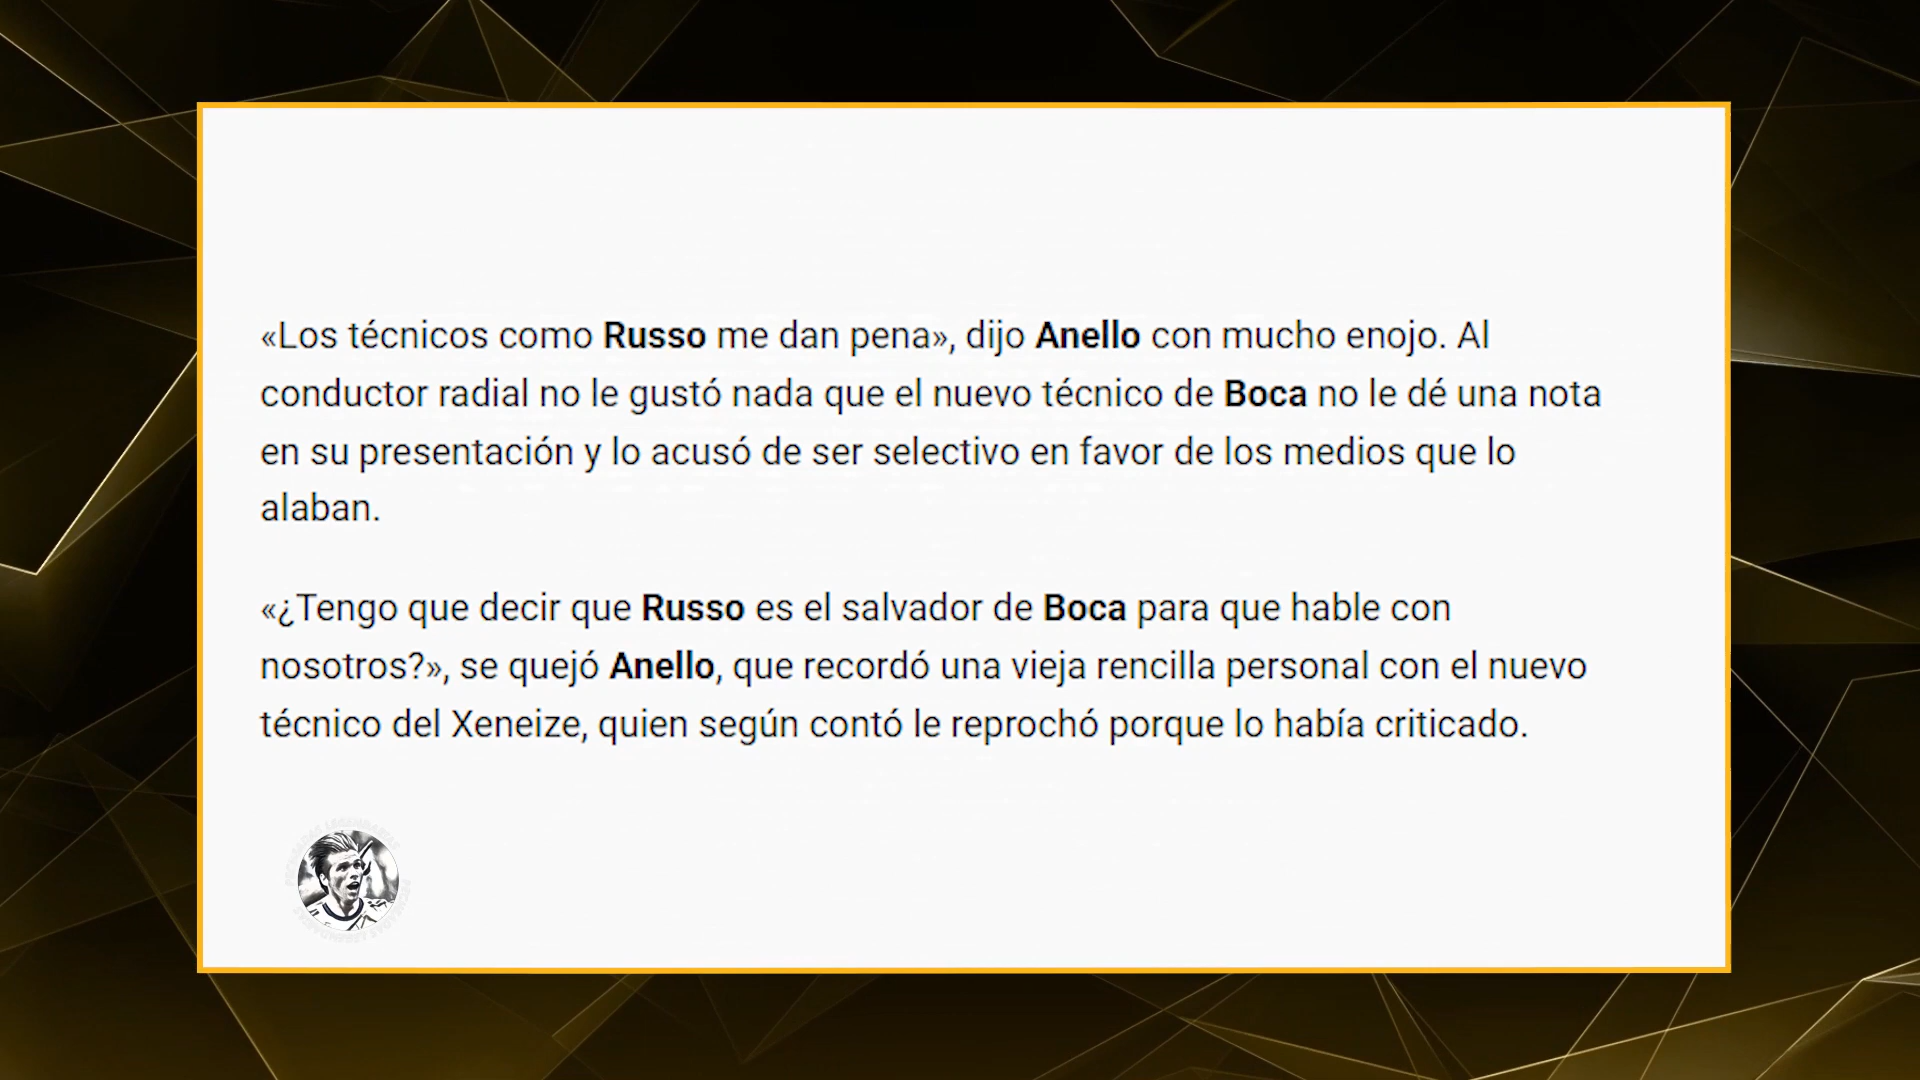 «Los técnicos como Russo me dan pena», dijo Anello con mucho enojo. Al
conductor radial no le gustó nada que el nuevo técnico de Boca no le dé una nota
en su presentación y lo acusó de ser selectivo en favor de los medios que lo
alaban.
«¿Tengo que decir que Russo es el salvador de Boca para que hable con
nosotros?», se quejó Anello, que recordó una vieja rencilla personal con el nuevo
técnico del Xeneize, quien según contó le reprochó porque lo había criticado.